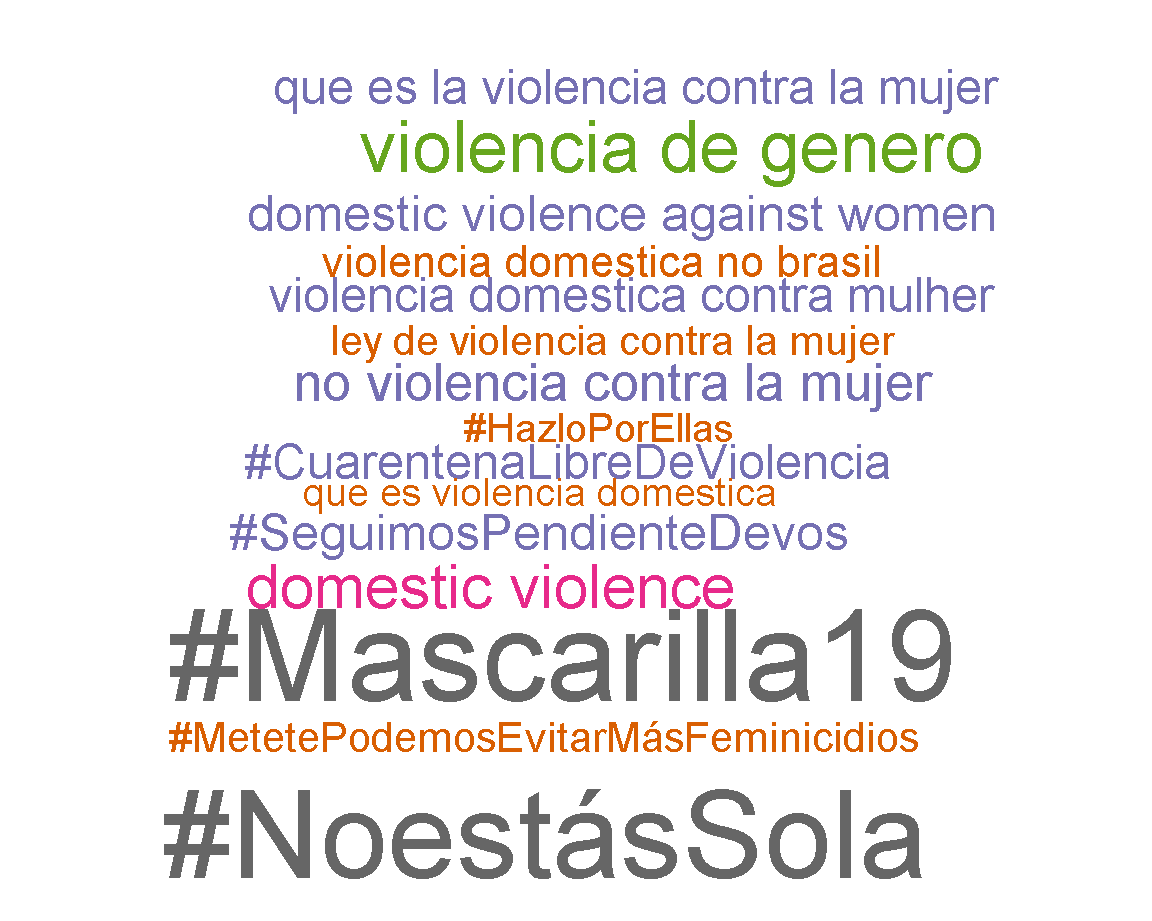 que es la violencia contra la mujer
violencia de genero
domestic violence against women
violencia domestica no brasil
violencia domestica contra mulher
ley de violencia contra la mujer
no violencia contra la mujer
#HazloPorEllas
#CuarentenaLibreDeViolencia
que es violencia domestica
#SeguimosPendienteDevos
domestic violence
#Mascarilla19
#MetetePodemosEvitarMásFeminicidios
#NoestásSola